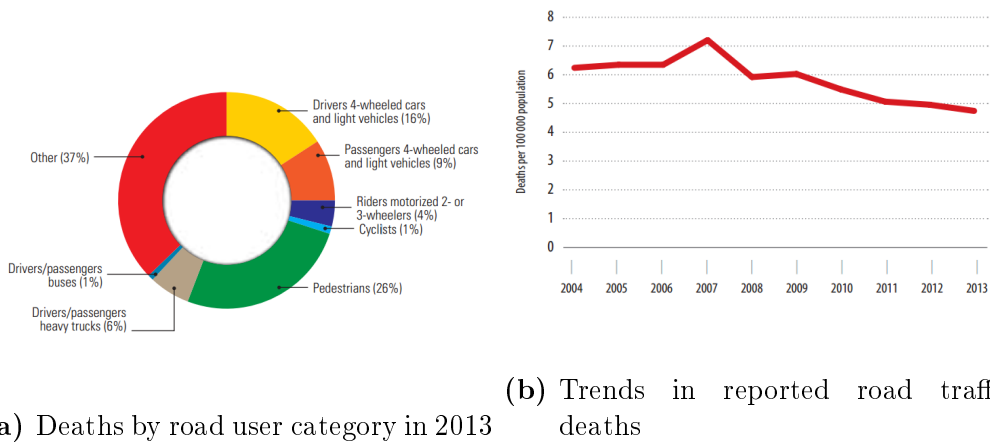 Drivers 4-wheeled cars
and light vehicles (16%)
Other (37%)
Passengers 4-wheeled cars
and light vehicles (9%)
Riders motorized 2- or
3-wheelers (4%)
Cyclists (1%)
Drivers/passengers
buses (1%)
Pedestrians (26%)
Drivers/passengers
heavy trucks (6%)
a) Deaths by road user category in 2013
Deaths per 100 000 population
8
7
6
5
4
3
2
1
0
2004 2005 2006 2007 2008 2009 2010 2011 2012 2013
(b) Trends in reported road traff
deaths